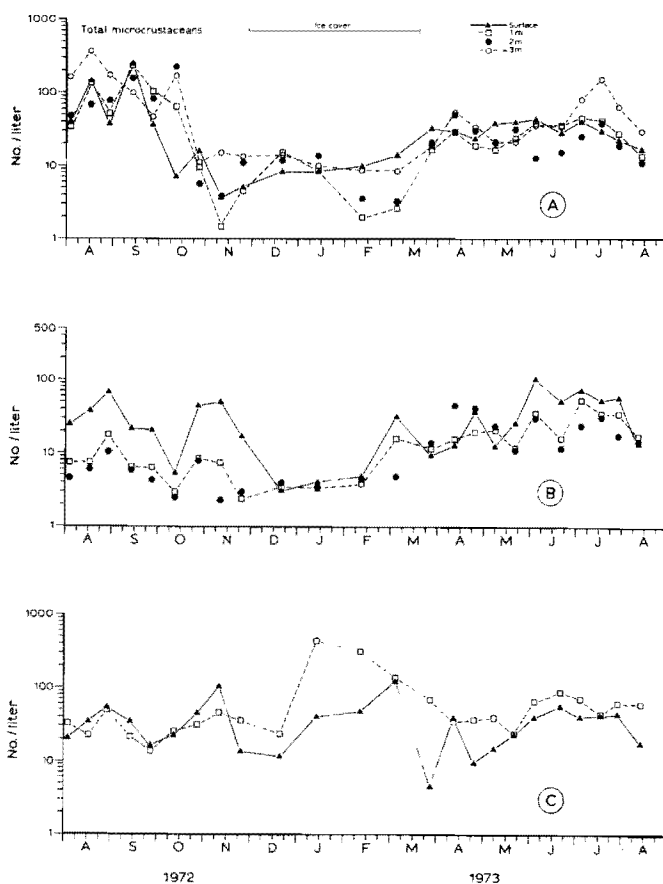 Total microcrustaceans
Ice cover
Surface
1m
2m
3m
1000
100
10
1
No. / liter
A S O N D J F M A M J J A
A
500
100
10
1
No. / liter
A S O N D J F M A M J J A
B
1000
100
10
1
No. / liter
A S O N D J F M A M J J A
C
1972 1973